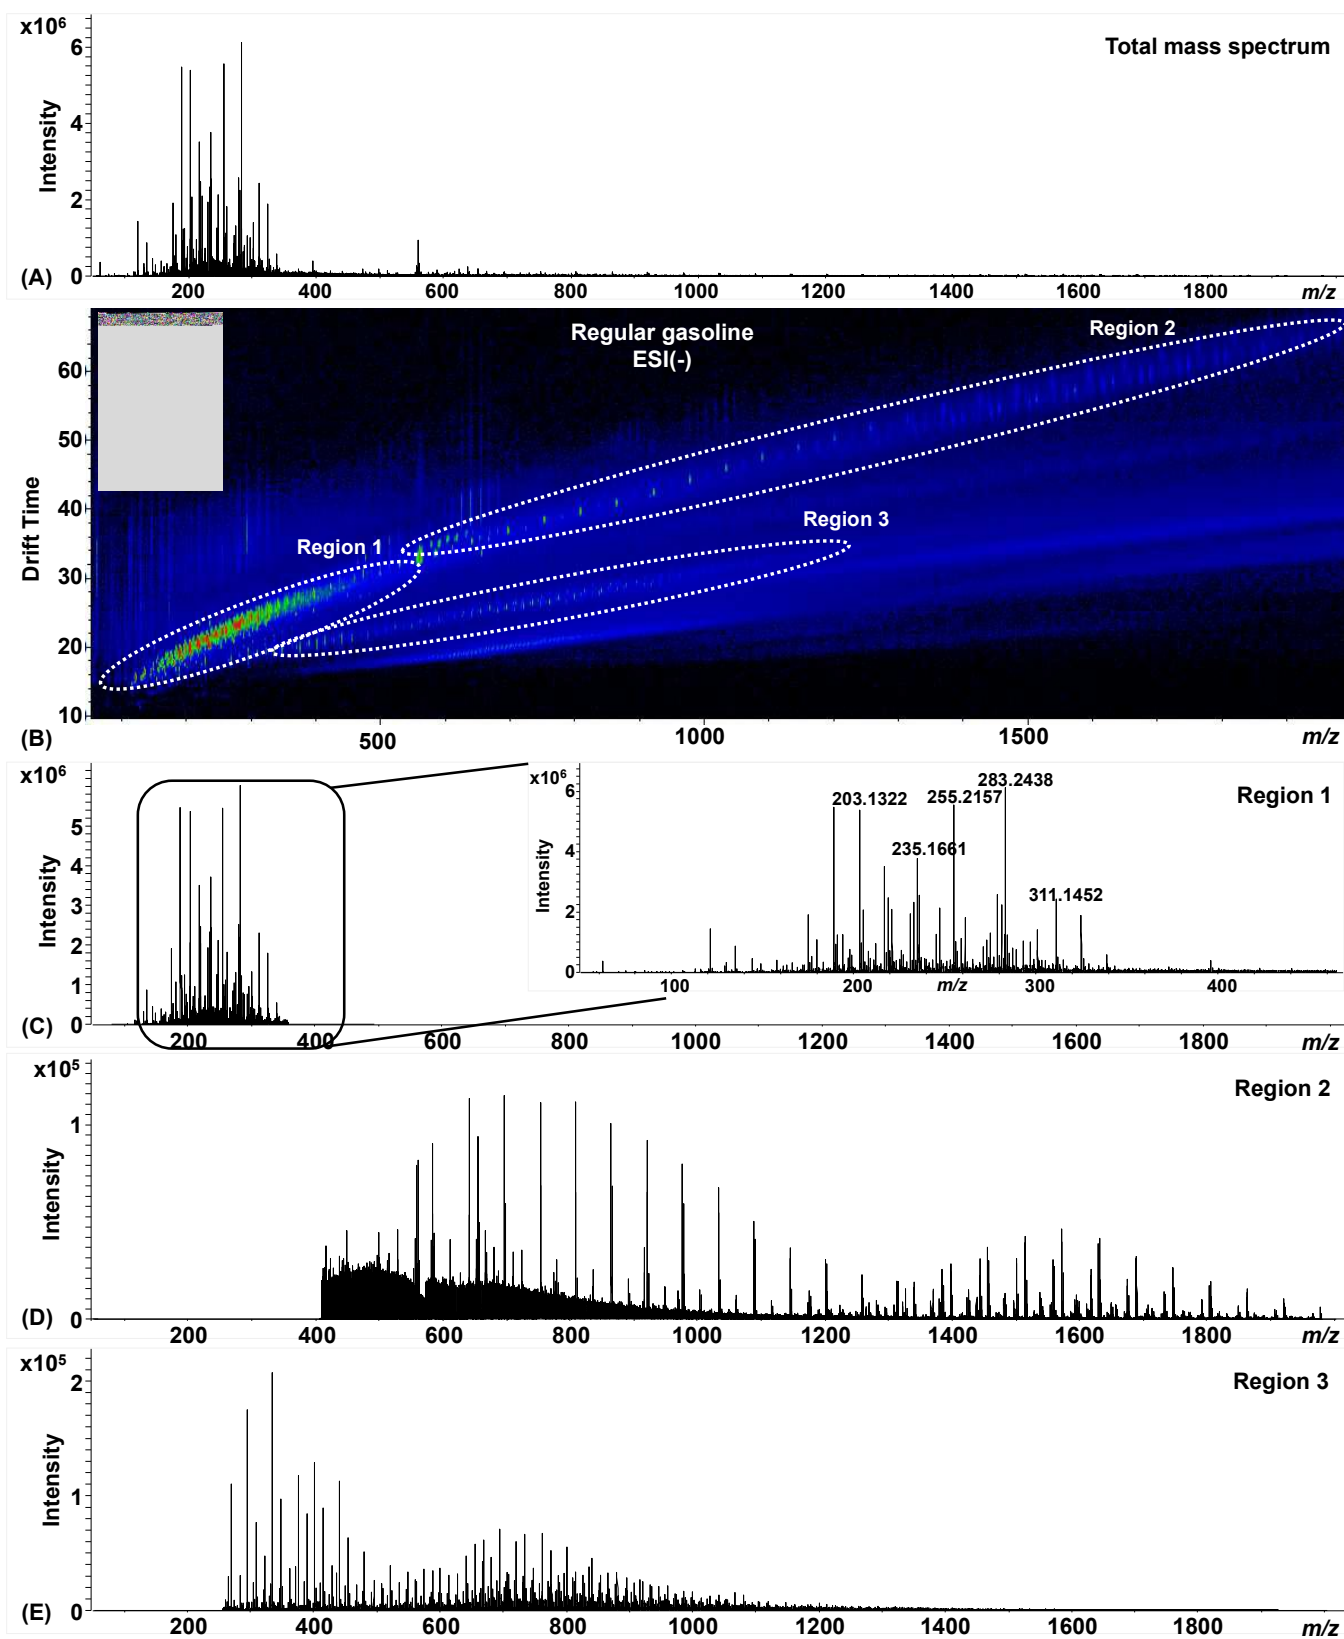 x10⁶
Total mass spectrum
6
4
2
0
Intensity
200 400 600 800 1000 1200 1400 1600 1800 m/z
(A)
Regular gasoline
ESI(-)
Region 2
Region 3
Region 1
60
50
40
30
20
10
Drift Time
500 1000 1500 m/z
(B)
x10⁶
5
4
3
2
1
0
Intensity
200 400 600 800 1000 1200 1400 1600 1800 m/z
(C)
x10⁶
6
4
2
0
Intensity
283.2438
203.1322 255.2157
235.1661
311.1452
Region 1
100 200 m/z 300 400
x10⁵
Region 2
1
0
Intensity
200 400 600 800 1000 1200 1400 1600 1800 m/z
(D)
x10⁵
Region 3
2
1
0
Intensity
200 400 600 800 1000 1200 1400 1600 1800 m/z
(E)